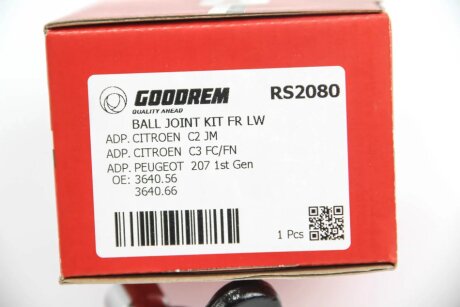 GOODREM RS2080
QUALITY AHEAD
BALL JOINT KIT FR LW
ADP. CITROEN C2 JM
ADP. CITROEN C3 FC/FN
ADP. PEUGEOT 207 1st Gen
OE: 3640.56
3640.66
1 Pcs